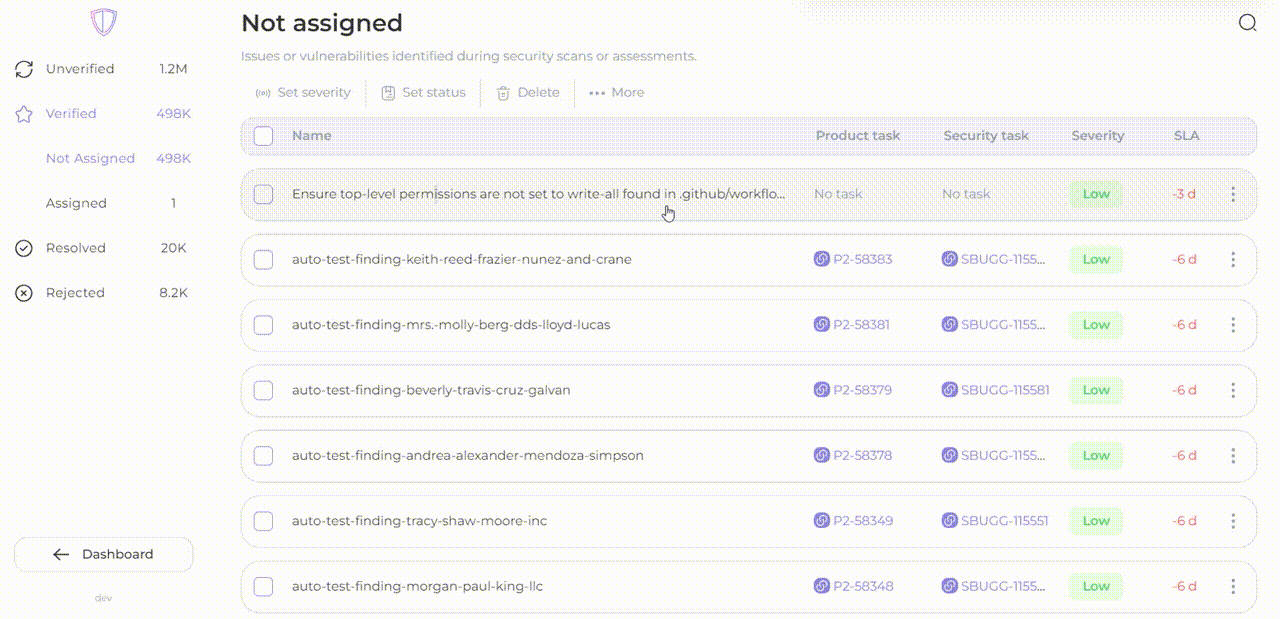 Not assigned
Issues or vulnerabilities identified during security scans or assessments.
Unverified 1.2M
Verified 498K
Not Assigned 498K
Assigned 1
Resolved 20K
Rejected 8.2K
Dashboard
dev
Set severity Set status Delete More
Name Product task Security task Severity SLA
Ensure top-level permissions are not set to write-all found in .github/workflo... No task No task Low -3 d
auto-test-finding-keith-reed-frazier-nunez-and-crane P2-58383 SBUGG-1155... Low -6 d
auto-test-finding-mrs.-molly-berg-dds-lloyd-lucas P2-58381 SBUGG-1155... Low -6 d
auto-test-finding-beverly-travis-cruz-galvan P2-58379 SBUGG-115581 Low -6 d
auto-test-finding-andrea-alexander-mendoza-simpson P2-58378 SBUGG-1155... Low -6 d
auto-test-finding-tracy-shaw-moore-inc P2-58349 SBUGG-115551 Low -6 d
auto-test-finding-morgan-paul-king-llc P2-58348 SBUGG-1155... Low -6 d